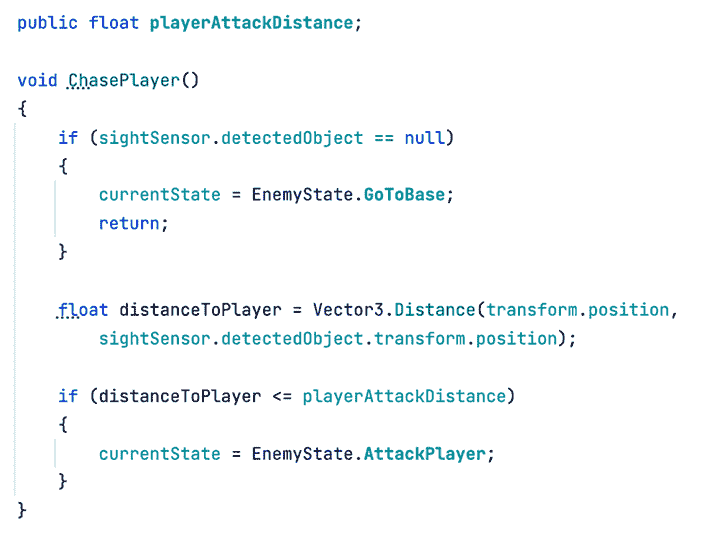 public float playerAttackDistance;
void ChasePlayer()
{
if (sightSensor.detectedObject == null)
{
currentState = EnemyState.GoToBase;
return;
}
float distanceToPlayer = Vector3.Distance(transform.position,
sightSensor.detectedObject.transform.position);
if (distanceToPlayer <= playerAttackDistance)
{
currentState = EnemyState.AttackPlayer;
}
}